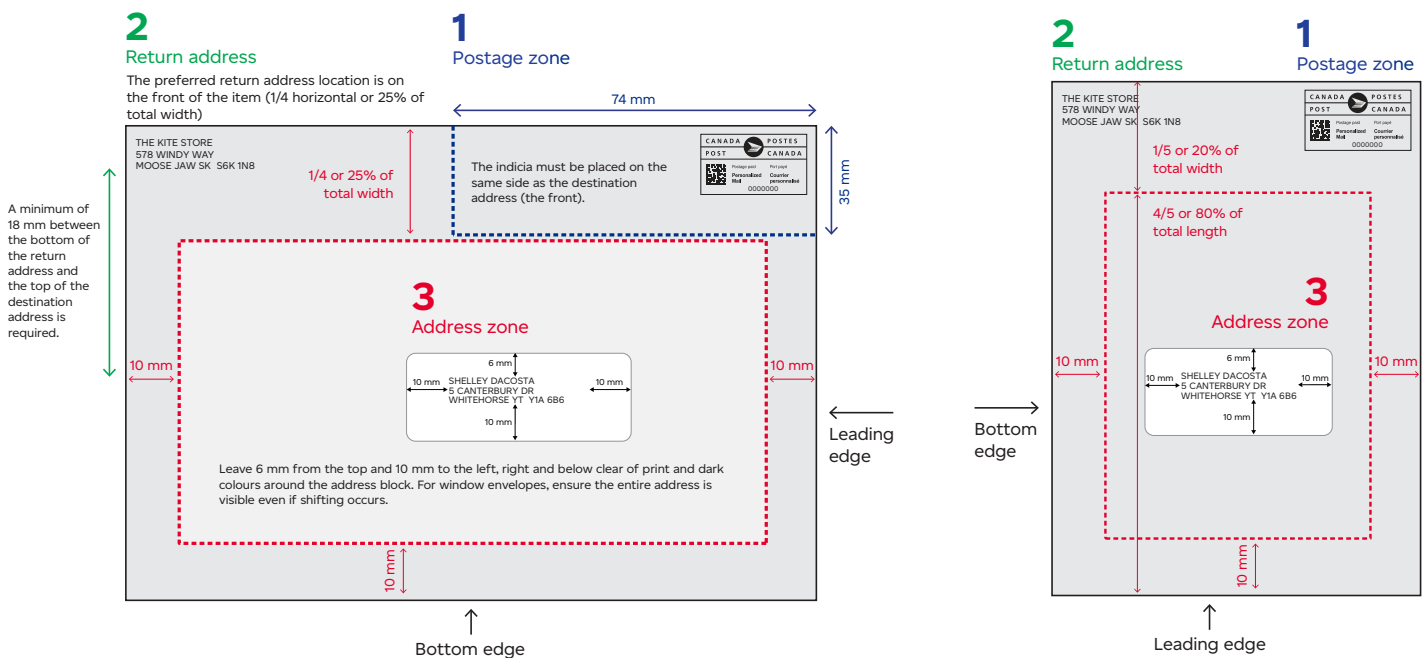 2
Return address
The preferred return address location is on
the front of the item (1/4 horizontal or 25% of
total width)
1
Postage zone
74 mm
THE KITE STORE
578 WINDY WAY
MOOSE JAW SK  S6K 1N8
1/4 or 25% of
total width
The indicia must be placed on the
same side as the destination
address (the front).
CANADA POSTES
POST CANADA
Postage paid Port payé
Personalized Courrier
Mail personnalisé
0000000
35 mm
A minimum of
18 mm between
the bottom of
the return
address and
the top of the
destination
address is
required.
3
Address zone
10 mm
10 mm
6 mm
10 mm
SHELLEY DACOSTA
5 CANTERBURY DR
WHITEHORSE YT  Y1A 6B6
10 mm
10 mm
Leave 6 mm from the top and 10 mm to the left, right and below clear of print and dark
colours around the address block. For window envelopes, ensure the entire address is
visible even if shifting occurs.
10 mm
Leading
edge
Bottom edge
2
Return address
1
Postage zone
THE KITE STORE
578 WINDY WAY
MOOSE JAW SK  S6K 1N8
CANADA POSTES
POST CANADA
Postage paid Port payé
Personalized Courrier
Mail personnalisé
0000000
1/5 or 20% of
total width
4/5 or 80% of
total length
3
Address zone
10 mm
10 mm
6 mm
10 mm
SHELLEY DACOSTA
5 CANTERBURY DR
WHITEHORSE YT  Y1A 6B6
10 mm
10 mm
10 mm
Bottom
edge
Leading edge